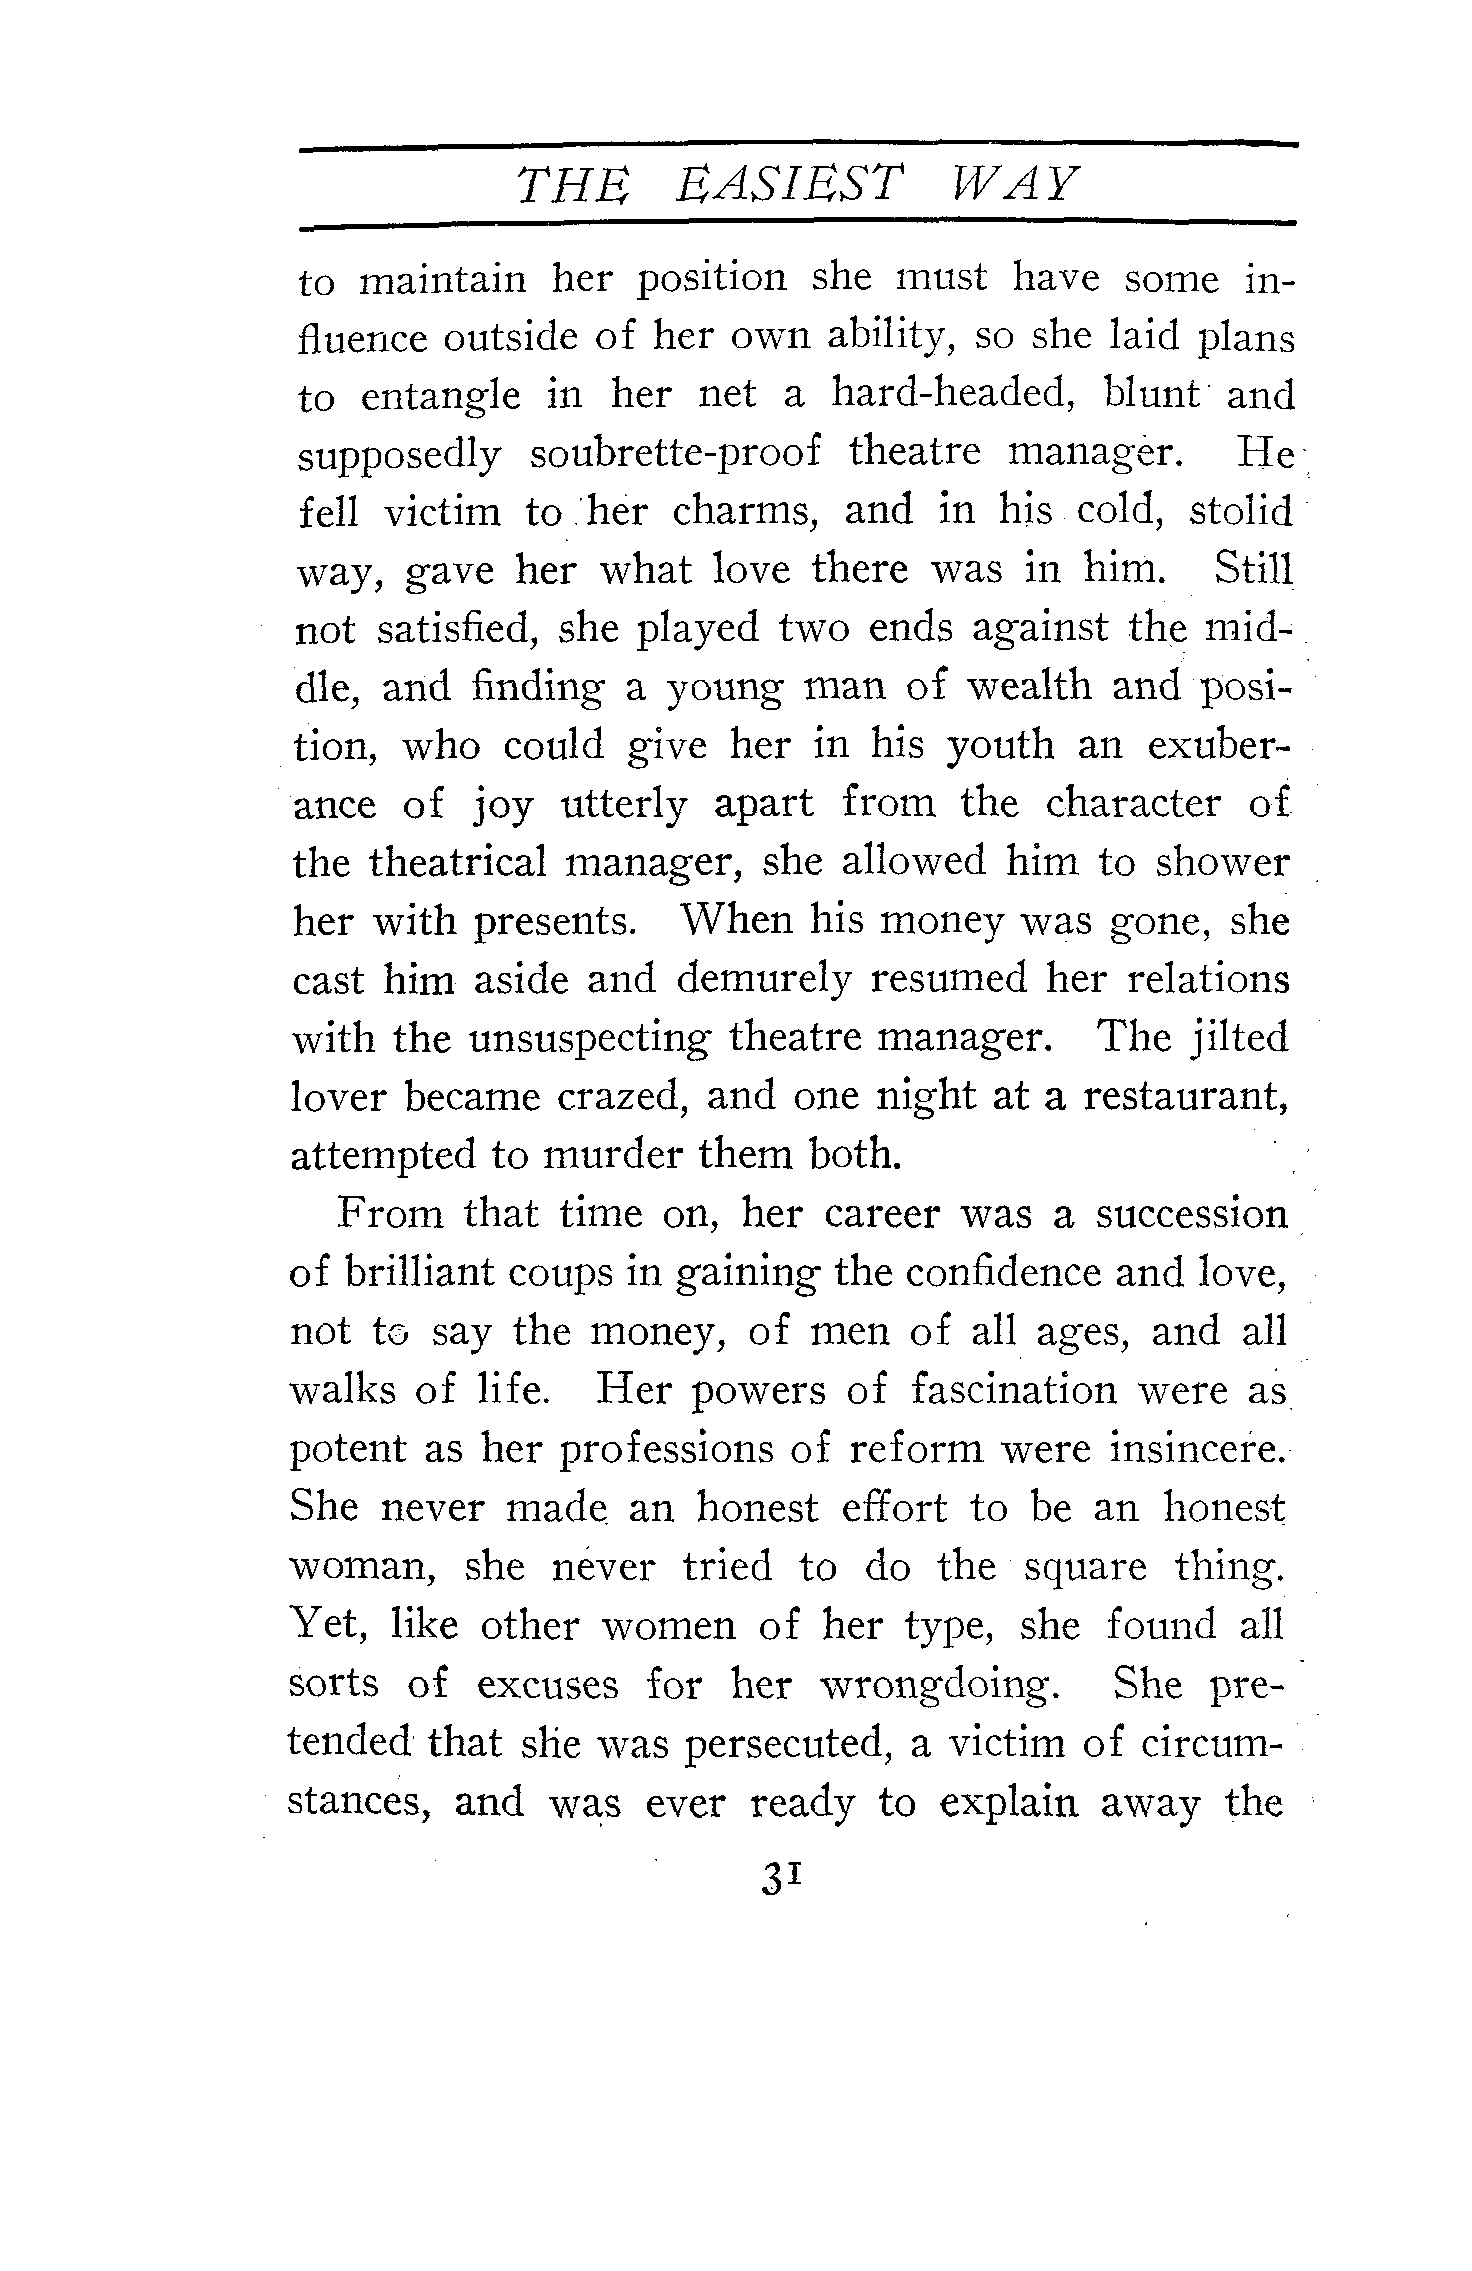 THE EASIEST WAY
to maintain her position she must have some in-
fluence outside of her own ability, so she laid plans
to entangle in her net a hard-headed, blunt and
supposedly soubrette-proof theatre manager. He
fell victim to her charms, and in his cold, stolid
way, gave her what love there was in him. Still
not satisfied, she played two ends against the mid-
dle, and finding a young man of wealth and posi-
tion, who could give her in his youth an exuber-
ance of joy utterly apart from the character of
the theatrical manager, she allowed him to shower
her with presents. When his money was gone, she
cast him aside and demurely resumed her relations
with the unsuspecting theatre manager. The jilted
lover became crazed, and one night at a restaurant,
attempted to murder them both.
From that time on, her career was a succession
of brilliant coups in gaining the confidence and love,
not to say the money, of men of all ages, and all
walks of life. Her powers of fascination were as
potent as her professions of reform were insincere.
She never made an honest effort to be an honest
woman, she never tried to do the square thing.
Yet, like other women of her type, she found all
sorts of excuses for her wrongdoing. She pre-
tended that she was persecuted, a victim of circum-
stances, and was ever ready to explain away the
31